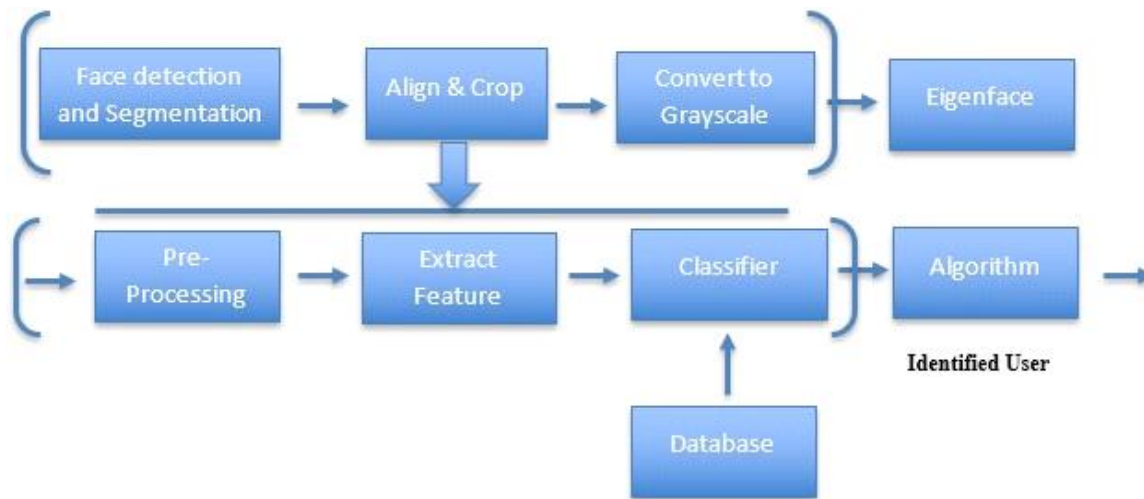 Face detection
and Segmentation
Align & Crop
Convert to
Grayscale
Eigenface
Pre-
Processing
Extract
Feature
Classifier
Algorithm
Identified User
Database